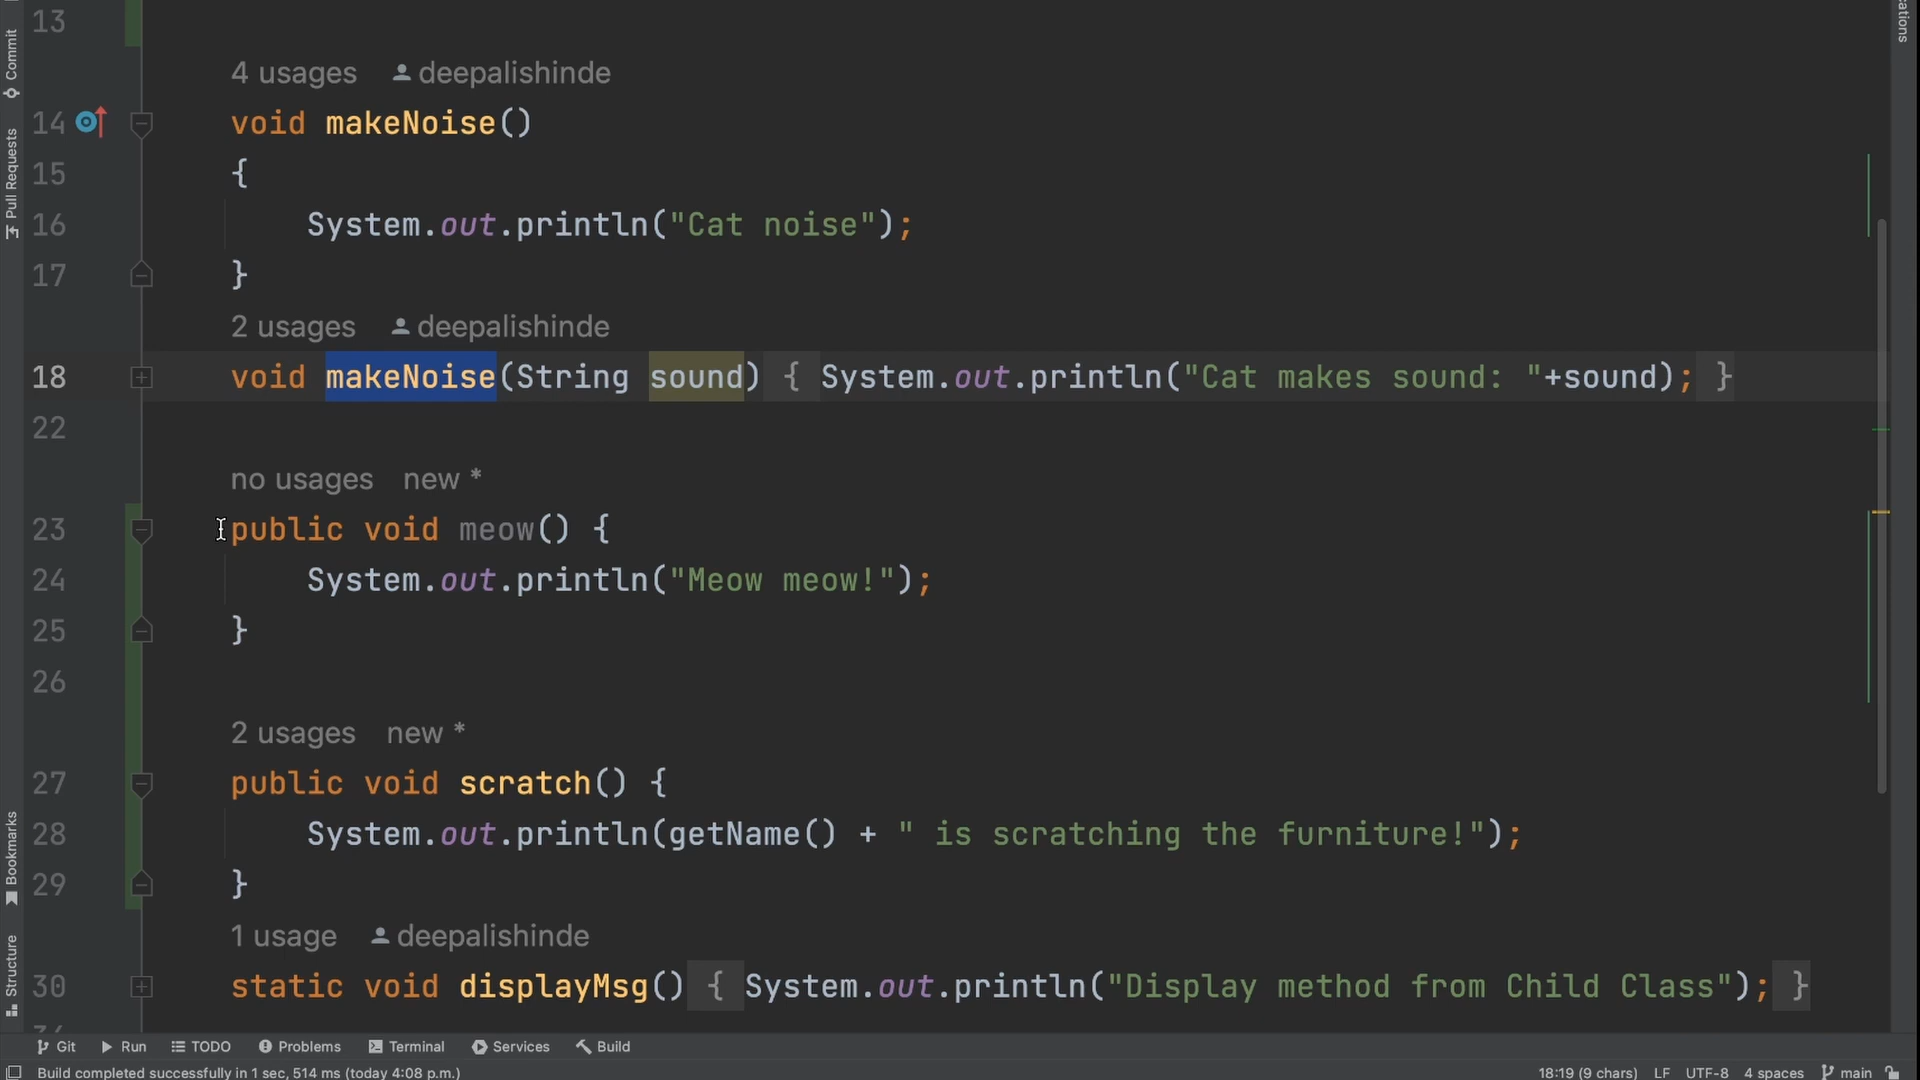 13
4 usages deepalishinde
14 void makeNoise()
15 {
16 System.out.println("Cat noise");
17 }
2 usages deepalishinde
18 void makeNoise(String sound) { System.out.println("Cat makes sound: "+sound); }
22
no usages new *
23 public void meow() {
24 System.out.println("Meow meow!");
25 }
26
2 usages new *
27 public void scratch() {
28 System.out.println(getName() + " is scratching the furniture!");
29 }
1 usage deepalishinde
30 static void displayMsg() { System.out.println("Display method from Child Class"); }
Commit
Pull Requests
Bookmarks
Structure
Git Run TODO Problems Terminal Services Build
Build completed successfully in 1 sec, 514 ms (today 4:08 p.m.) 18:19 (9 chars) LF UTF-8 4 spaces main